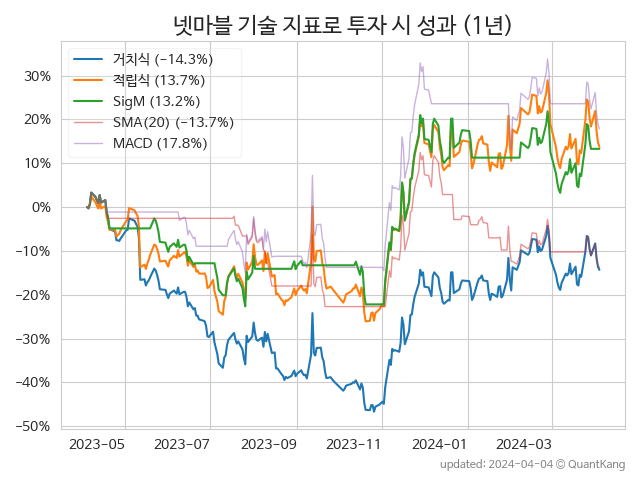 넷마블 기술 지표로 투자 시 성과 (1년)
거치식 (−14.3%)
적립식 (13.7%)
SigM (13.2%)
SMA(20) (−13.7%)
MACD (17.8%)
30%
20%
10%
0%
−10%
−20%
−30%
−40%
−50%
2023-05 2023-07 2023-09 2023-11 2024-01 2024-03
updated: 2024-04-04 © QuantKang